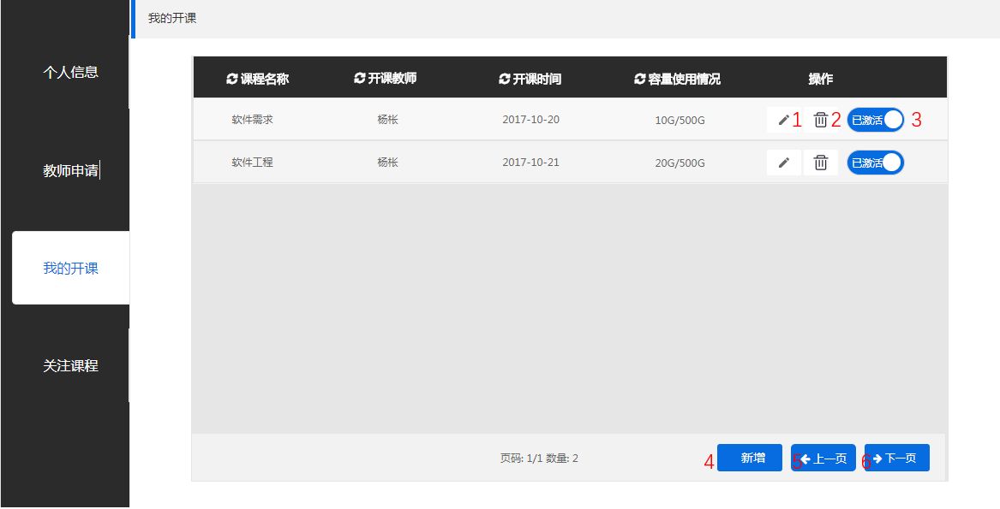 我的开课
个人信息
教师申请
我的开课
关注课程
课程名称 开课教师 开课时间 容量使用情况 操作
软件需求 杨枨 2017-10-20 10G/500G 1 2 已激活 3
软件工程 杨枨 2017-10-21 20G/500G 已激活
页码: 1/1 数量: 2 4 新增 5 上一页 6 下一页